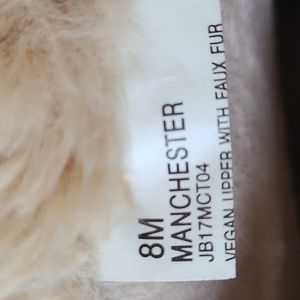 8M
MANCHESTER
JB17MCT04
VEGAN UPPER WITH FAUX FUR